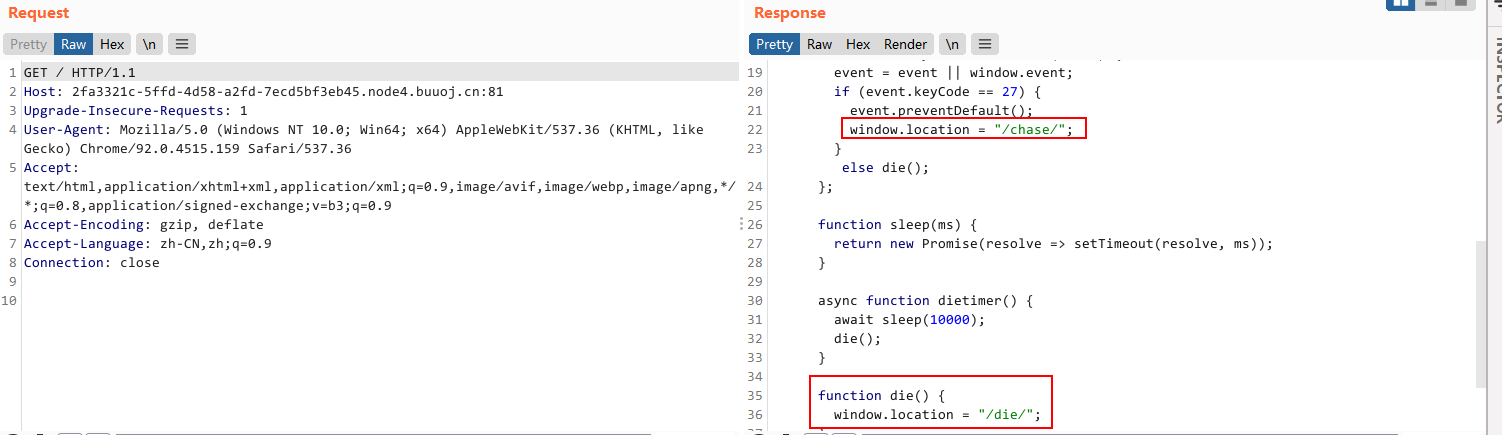 Request
Pretty Raw Hex \n
1 GET / HTTP/1.1
2 Host: 2fa3321c-5ffd-4d58-a2fd-7ecd5bf3eb45.node4.buuoj.cn:81
3 Upgrade-Insecure-Requests: 1
4 User-Agent: Mozilla/5.0 (Windows NT 10.0; Win64; x64) AppleWebKit/537.36 (KHTML, like
Gecko) Chrome/92.0.4515.159 Safari/537.36
5 Accept:
text/html,application/xhtml+xml,application/xml;q=0.9,image/avif,image/webp,image/apng,*/
*;q=0.8,application/signed-exchange;v=b3;q=0.9
6 Accept-Encoding: gzip, deflate
7 Accept-Language: zh-CN,zh;q=0.9
8 Connection: close
9
10
Response
Pretty Raw Hex Render \n
19 event = event || window.event;
20 if (event.keyCode == 27) {
21 event.preventDefault();
22 window.location = "/chase/";
23 }
else die();
24 };
25
26 function sleep(ms) {
27 return new Promise(resolve => setTimeout(resolve, ms));
28 }
29
30 async function dietimer() {
31 await sleep(10000);
32 die();
33 }
34
35 function die() {
36 window.location = "/die/";
37
INSPECTOR